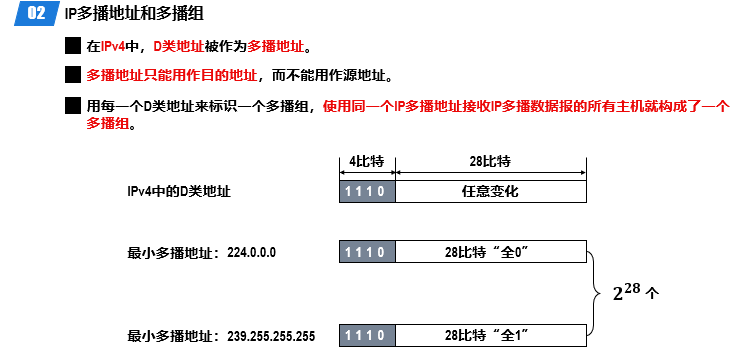 02 IP多播地址和多播组
在IPv4中，D类地址被作为多播地址。
多播地址只能用作目的地址，而不能用作源地址。
用每一个D类地址来标识一个多播组，使用同一个IP多播地址接收IP多播数据报的所有主机就构成了一个
多播组。
4比特 28比特
IPv4中的D类地址 1 1 1 0 任意变化
最小多播地址：224.0.0.0 1 1 1 0 28比特“全0”
2²⁸ 个
最小多播地址：239.255.255.255 1 1 1 0 28比特“全1”